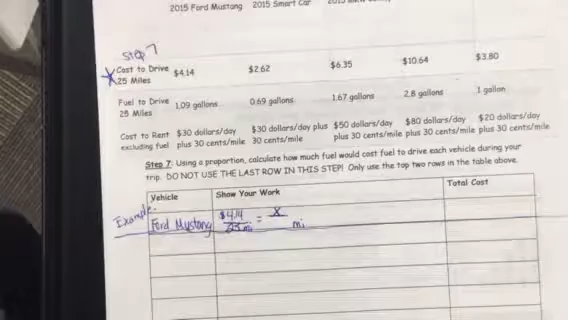 2015 Ford Mustang 2015 Smart Car 2015
Step 7
Cost to Drive 25 Miles $4.14 $2.62 $6.35 $10.64 $3.80
Fuel to Drive 25 Miles 1.09 gallons 0.69 gallons 1.67 gallons 2.8 gallons 1 gallon
Cost to Rent $30 dollars/day $30 dollars/day plus $50 dollars/day $80 dollars/day $20 dollars/day
excluding fuel plus 30 cents/mile 30 cents/mile plus 30 cents/mile plus 30 cents/mile plus 30 cents/mile
Step 7: Using a proportion, calculate how much fuel would cost to drive each vehicle during your
trip. DO NOT USE THE LAST ROW IN THIS STEP! Only use the top two rows in the table above.
Vehicle Show Your Work Total Cost
Example:
Ford Mustang $4.14 = x
mi mi